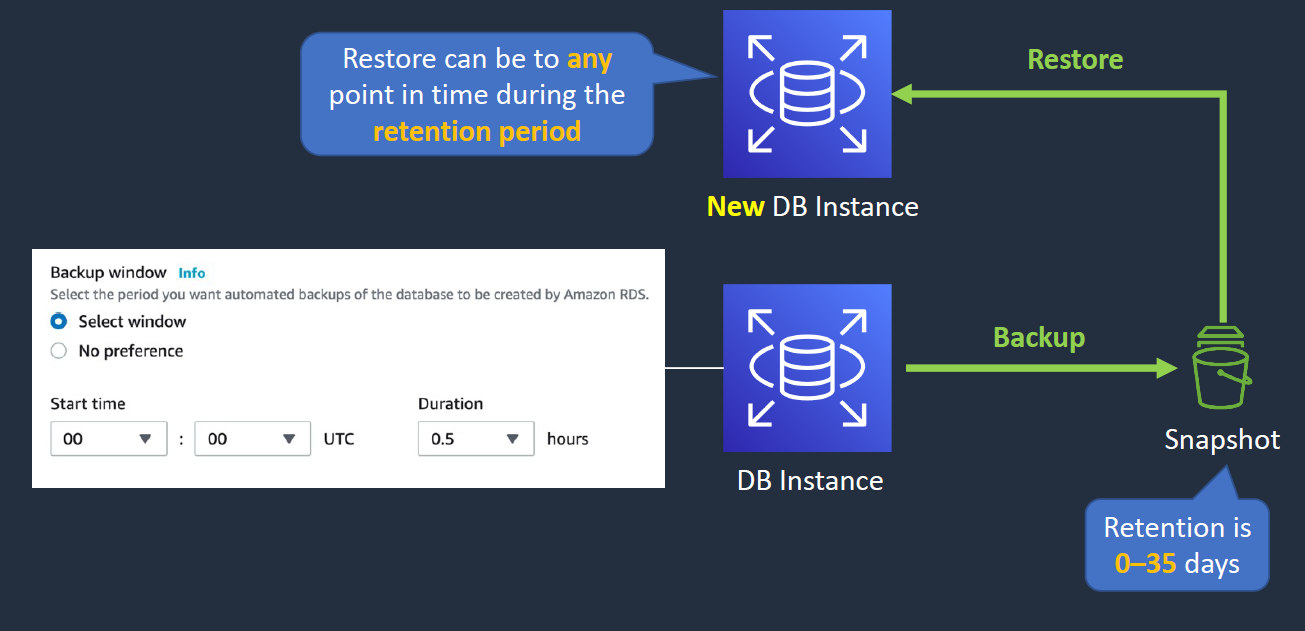 Restore can be to any
point in time during the
retention period
Restore
New DB Instance
Backup window Info
Select the period you want automated backups of the database to be created by Amazon RDS.
Select window
No preference
Start time
Duration
00 : 00 UTC
0.5 hours
Backup
DB Instance
Snapshot
Retention is
0–35 days